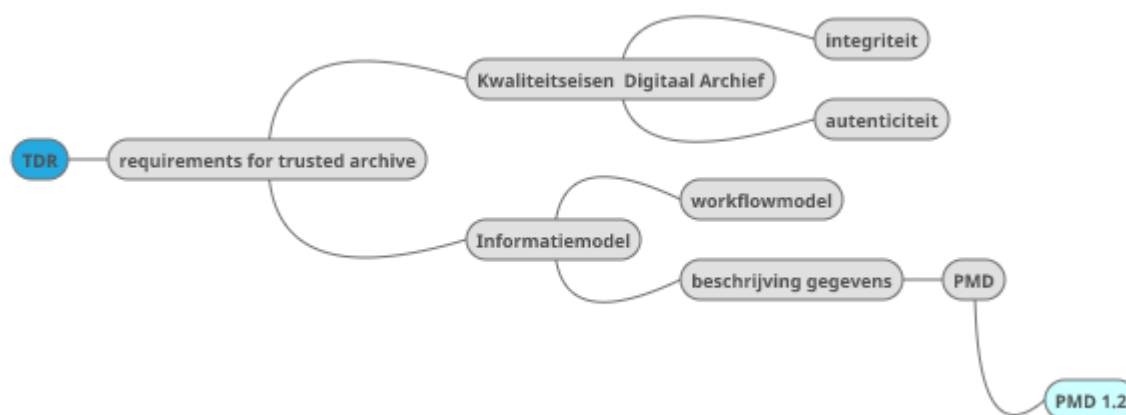 integriteit
Kwaliteitseisen  Digitaal Archief
autenticiteit
TDR
requirements for trusted archive
workflowmodel
Informatiemodel
beschrijving gegevens
PMD
PMD 1.2